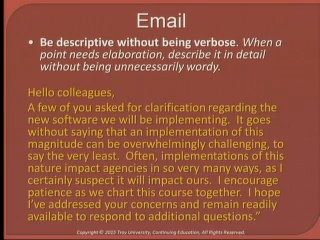 Email
• Be descriptive without being verbose. When a
point needs elaboration, describe it in detail
without being unnecessarily wordy.
Hello colleagues,
A few of you asked for clarification regarding the
new software we will be implementing.  It goes
without saying that an implementation of this
magnitude can be overwhelmingly challenging, to
say the very least.  Often, implementations of this
nature impact agencies in so very many ways, as I
certainly suspect it will impact ours.  I encourage
patience as we chart this course together.  I hope
I've addressed your concerns and remain readily
available to respond to additional questions."
Copyright © 2015 Troy University, Continuing Education, All Rights Reserved.